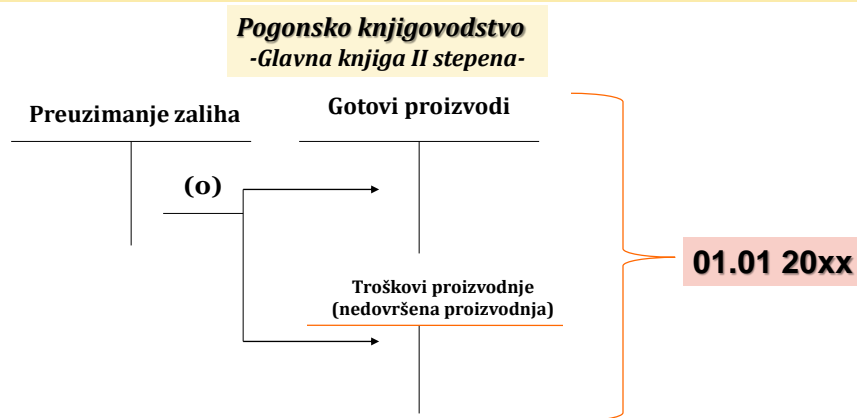 Pogonsko knjigovodstvo
-Glavna knjiga II stepena-
Preuzimanje zaliha
Gotovi proizvodi
(o)
01.01 20xx
Troškovi proizvodnje
(nedovršena proizvodnja)